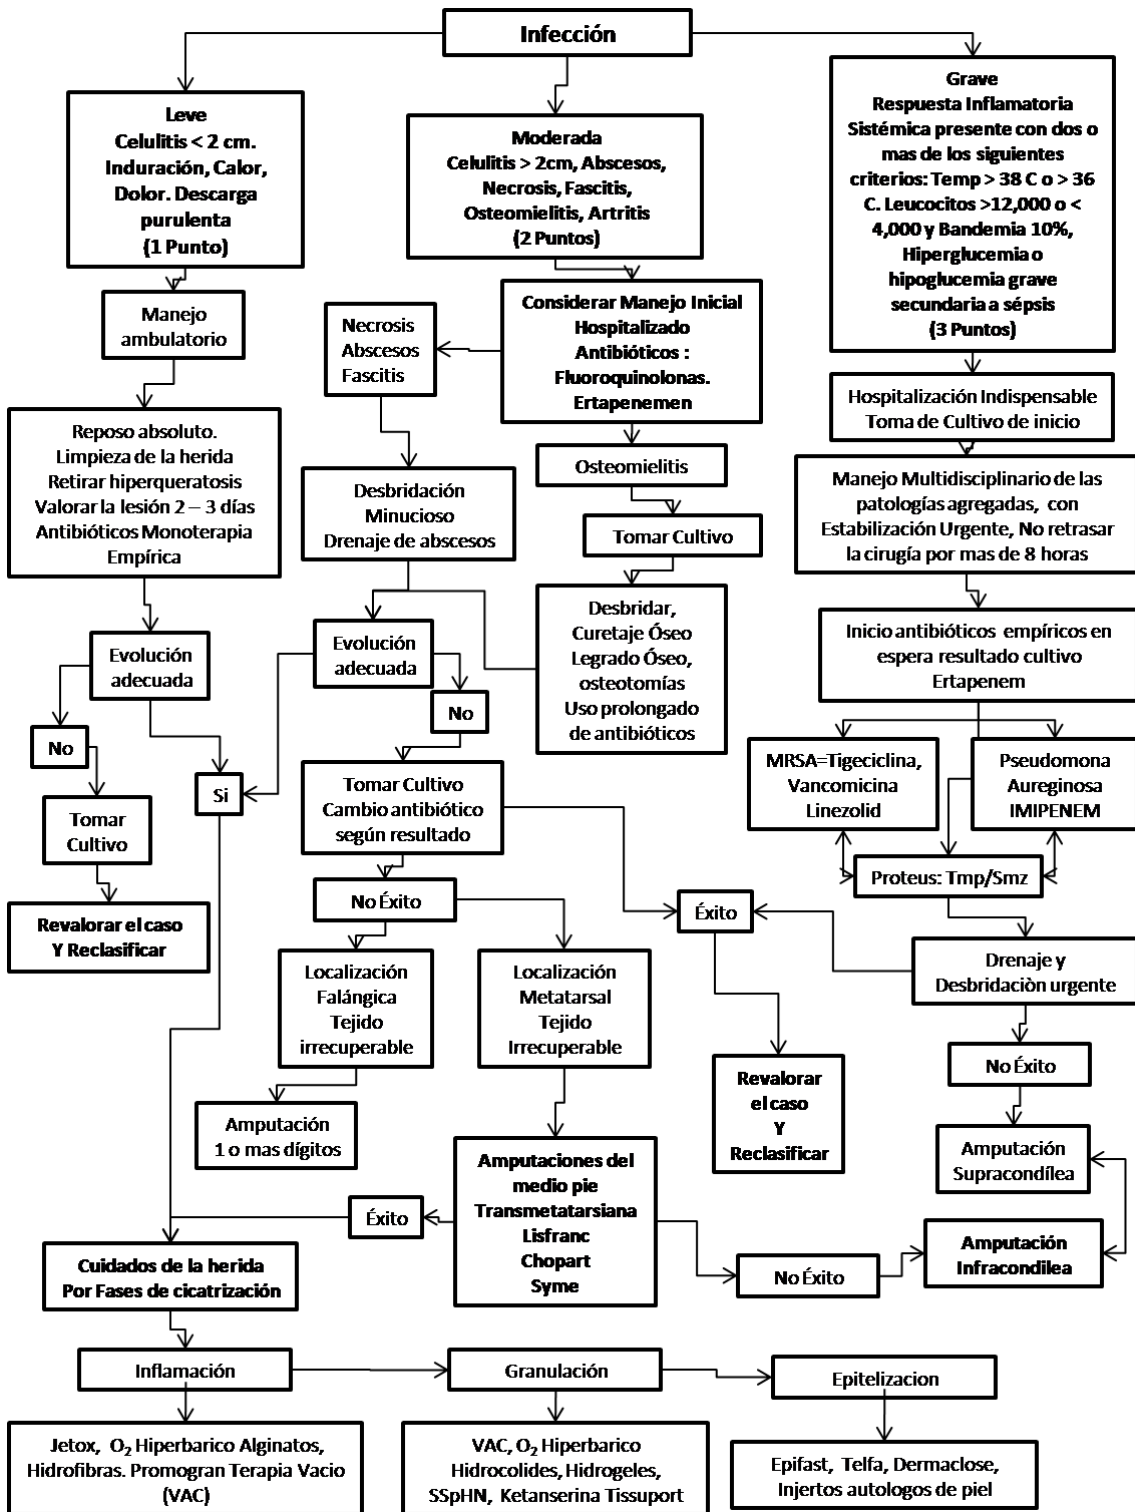 Infección
Leve
Celulitis < 2 cm.
Induración, Calor,
Dolor. Descarga
purulenta
(1 Punto)
Moderada
Celulitis > 2cm, Abscesos,
Necrosis, Fascitis,
Osteomielitis, Artritis
(2 Puntos)
Grave
Respuesta Inflamatoria
Sistémica presente con dos o
mas de los siguientes
criterios: Temp > 38 C o > 36
C. Leucocitos >12,000 o <
4,000 y Bandemia 10%,
Hiperglucemia o
hipoglucemia grave
secundaria a sépsis
(3 Puntos)
Manejo
ambulatorio
Necrosis
Abscesos
Fascitis
Considerar Manejo Inicial
Hospitalizado
Antibióticos :
Fluoroquinolonas.
Ertapenemen
Hospitalización Indispensable
Toma de Cultivo de inicio
Reposo absoluto.
Limpieza de la herida
Retirar hiperqueratosis
Valorar la lesión 2 – 3 días
Antibióticos Monoterapia
Empírica
Desbridación
Minucioso
Drenaje de abscesos
Osteomielitis
Tomar Cultivo
Manejo Multidisciplinario de las
patologías agregadas, con
Estabilización Urgente, No retrasar
la cirugía por mas de 8 horas
Desbridar,
Curetaje Óseo
Legrado Óseo,
osteotomías
Uso prolongado
de antibióticos
Evolución
adecuada
Evolución
adecuada
Inicio antibióticos empíricos en
espera resultado cultivo
Ertapenem
No
No
Si
Tomar
Cultivo
Tomar Cultivo
Cambio antibiótico
según resultado
MRSA=Tigeciclina,
Vancomicina
Linezolid
Pseudomona
Aureginosa
IMIPENEM
Proteus: Tmp/Smz
Revalorar el caso
Y Reclasificar
No Éxito
Éxito
Localización
Falángica
Tejido
irrecuperable
Localización
Metatarsal
Tejido
Irrecuperable
Drenaje y
Desbridaciòn urgente
Revalorar
el caso
Y
Reclasificar
No Éxito
Amputación
1 o mas dígitos
Amputación
Supracondílea
Amputaciones del
medio pie
Transmetatarsiana
Lisfranc
Chopart
Syme
Éxito
Cuidados de la herida
Por Fases de cicatrización
No Éxito
Amputación
Infracondilea
Inflamación
Granulación
Epitelizacion
Jetox, O₂ Hiperbarico Alginatos,
Hidrofibras. Promogran Terapia Vacio
(VAC)
VAC, O₂ Hiperbarico
Hidrocolides, Hidrogeles,
SSpHN, Ketanserina Tissuport
Epifast, Telfa, Dermaclose,
Injertos autologos de piel